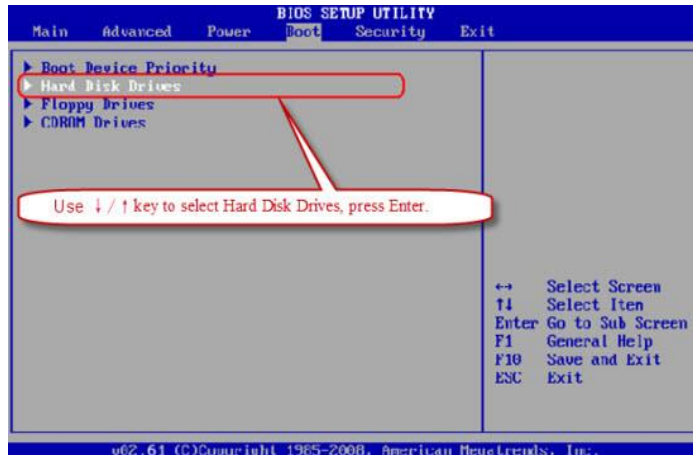 BIOS SETUP UTILITY
Main Advanced Power Boot Security Exit
Boot Device Priority
Hard Disk Drives
Floppy Drives
CDROM Drives
Use ↓ / ↑ key to select Hard Disk Drives, press Enter.
↔ Select Screen
↑↓ Select Item
Enter Go to Sub Screen
F1 General Help
F10 Save and Exit
ESC Exit
v02.61 (C)Copyright 1985-2008, American Megatrends, Inc.